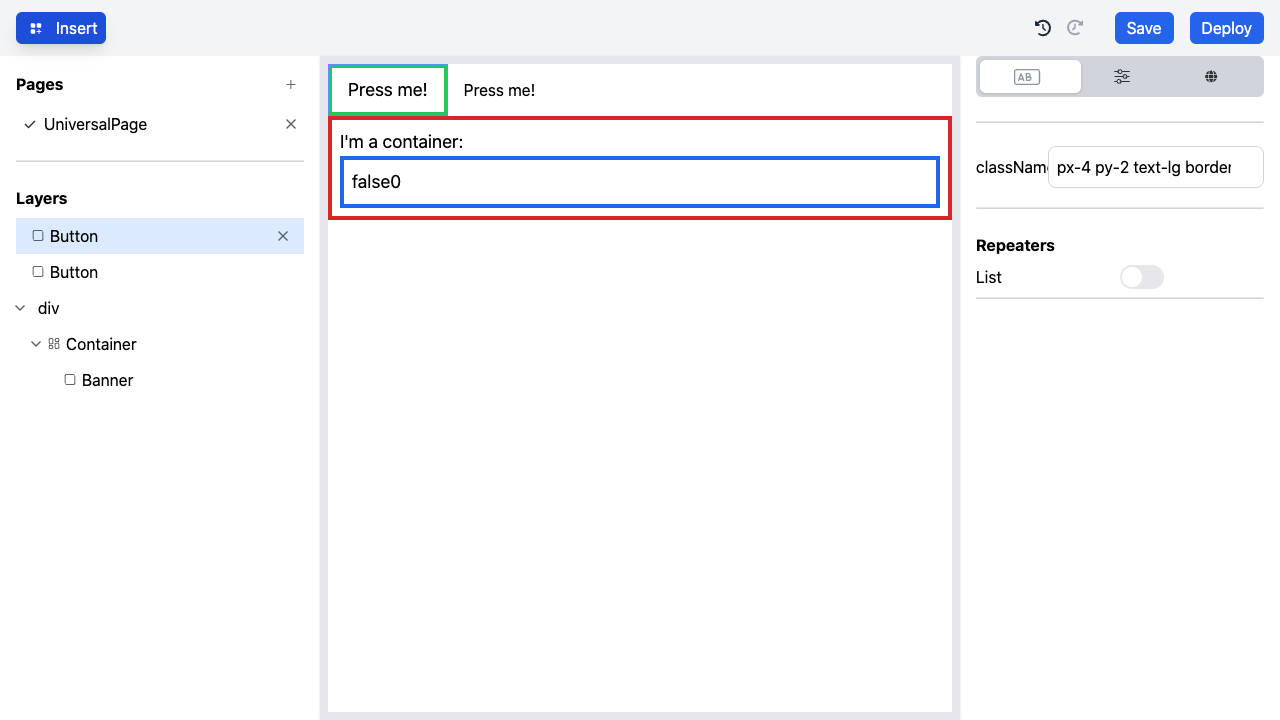 Insert
Save
Deploy
Pages
UniversalPage
Layers
Button
Button
div
Container
Banner
Press me!
Press me!
I'm a container:
false0
AB
className
px-4 py-2 text-lg border
Repeaters
List